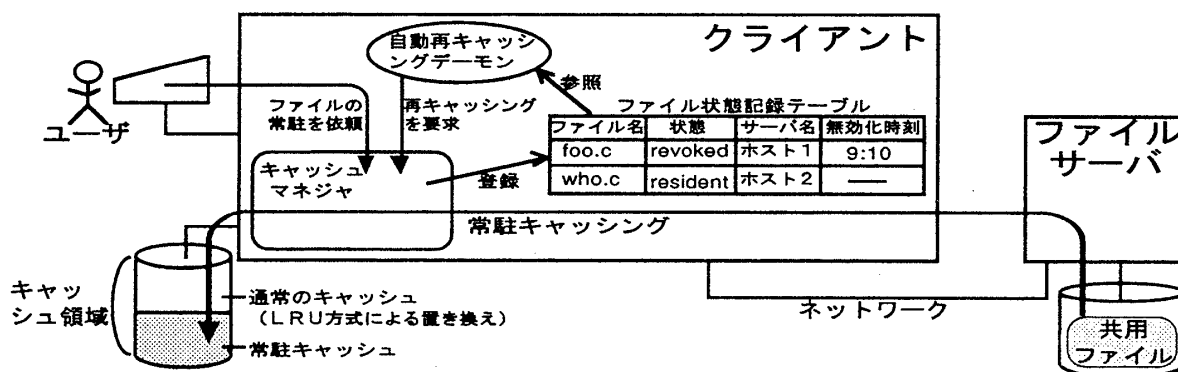 クライアント
自動再キャッシ
ングデーモン
参照
ユーザ
ファイルの
常駐を依頼
再キャッシング
を要求
ファイル状態記録テーブル
ファイル名 状態 サーバ名 無効化時刻
foo.c revoked ホスト1 9:10
who.c resident ホスト2 ——
キャッシュ
マネジャ
登録
常駐キャッシング
ファイル
サーバ
キャッ
シュ領域
通常のキャッシュ
(LRU方式による置き換え)
常駐キャッシュ
ネットワーク
共用
ファイル